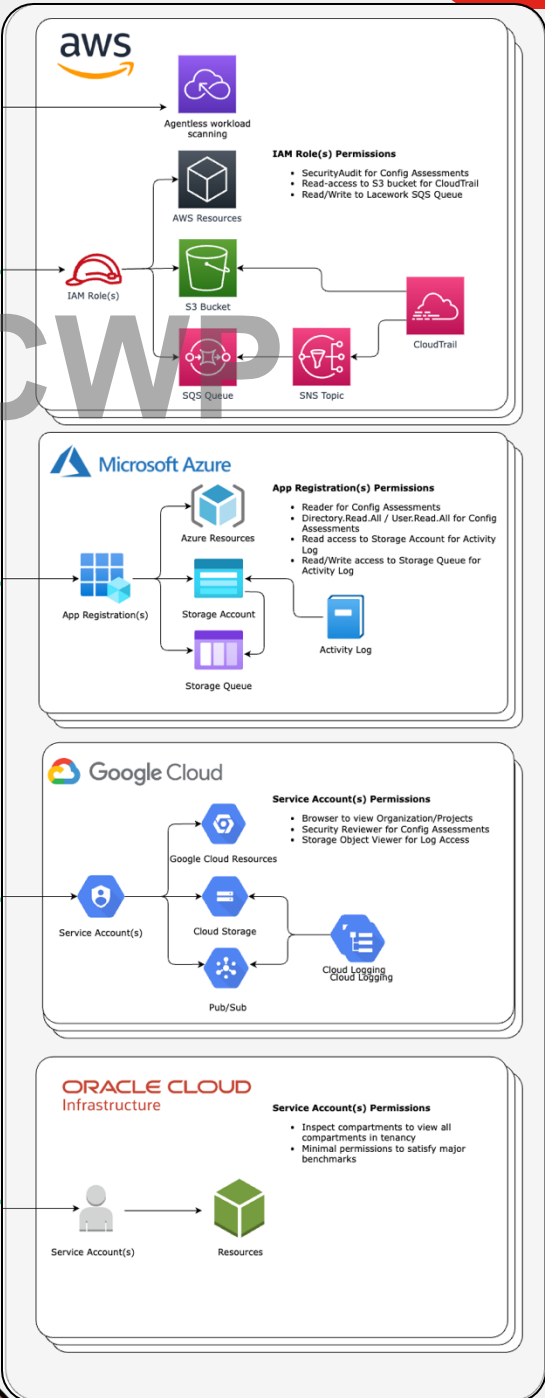 aws
Agentless workload
scanning
IAM Role(s) Permissions
• SecurityAudit for Config Assessments
• Read-access to S3 bucket for CloudTrail
• Read/Write to Lacework SQS Queue
AWS Resources
IAM Role(s)
S3 Bucket
CloudTrail
CWP
SQS Queue
SNS Topic
Microsoft Azure
App Registration(s) Permissions
• Reader for Config Assessments
• Directory.Read.All / User.Read.All for Config
Assessments
• Read access to Storage Account for Activity
Log
• Read/Write access to Storage Queue for
Activity Log
Azure Resources
App Registration(s)
Storage Account
Activity Log
Storage Queue
Google Cloud
Service Account(s) Permissions
• Browser to view Organization/Projects
• Security Reviewer for Config Assessments
• Storage Object Viewer for Log Access
Google Cloud Resources
Service Account(s)
Cloud Storage
Cloud Logging
Cloud Logging
Pub/Sub
ORACLE CLOUD
Infrastructure
Service Account(s) Permissions
• Inspect compartments to view all
compartments in tenancy
• Minimal permissions to satisfy major
benchmarks
Service Account(s)
Resources